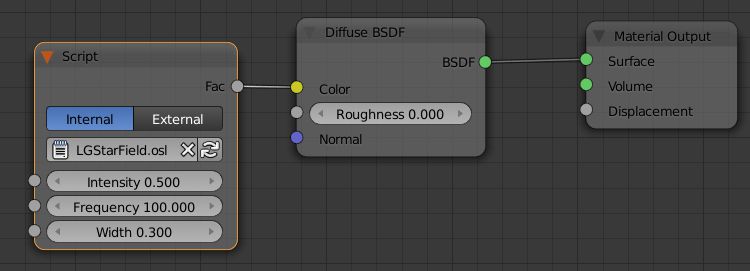 Script
Fac
Internal External
LGStarField.osl
Intensity 0.500
Frequency 100.000
Width 0.300
Diffuse BSDF
BSDF
Color
Roughness 0.000
Normal
Material Output
Surface
Volume
Displacement